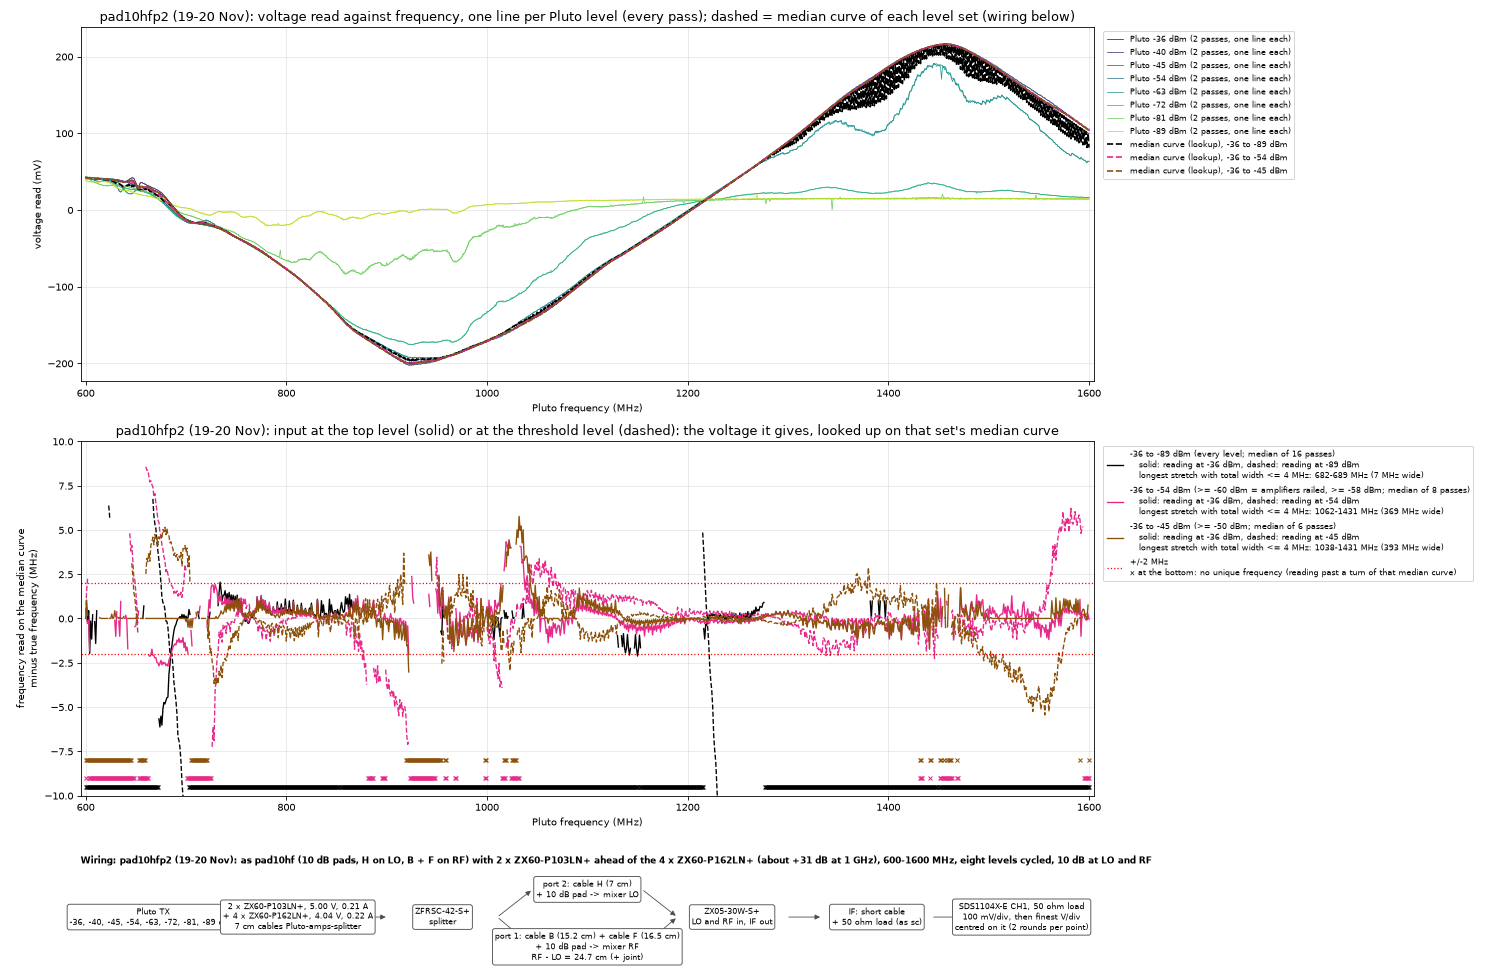 pad10hfp2 (19-20 Nov): voltage read against frequency, one line per Pluto level (every pass); dashed = median curve of each level set (wiring below)
voltage read (mV)
200
100
0
−100
−200
600
800
1000
1200
1400
1600
Pluto frequency (MHz)
Pluto -36 dBm (2 passes, one line each)
Pluto -40 dBm (2 passes, one line each)
Pluto -45 dBm (2 passes, one line each)
Pluto -54 dBm (2 passes, one line each)
Pluto -63 dBm (2 passes, one line each)
Pluto -72 dBm (2 passes, one line each)
Pluto -81 dBm (2 passes, one line each)
Pluto -89 dBm (2 passes, one line each)
median curve (lookup), -36 to -89 dBm
median curve (lookup), -36 to -54 dBm
median curve (lookup), -36 to -45 dBm
pad10hfp2 (19-20 Nov): input at the top level (solid) or at the threshold level (dashed): the voltage it gives, looked up on that set's median curve
frequency read on the median curve
minus true frequency (MHz)
10.0
7.5
5.0
2.5
0.0
−2.5
−5.0
−7.5
−10.0
600
800
1000
1200
1400
1600
Pluto frequency (MHz)
-36 to -89 dBm (every level; median of 16 passes)
solid: reading at -36 dBm, dashed: reading at -89 dBm
longest stretch with total width <= 4 MHz: 682-689 MHz (7 MHz wide)
-36 to -54 dBm (>= -60 dBm = amplifiers railed, >= -58 dBm; median of 8 passes)
solid: reading at -36 dBm, dashed: reading at -54 dBm
longest stretch with total width <= 4 MHz: 1062-1431 MHz (369 MHz wide)
-36 to -45 dBm (>= -50 dBm; median of 6 passes)
solid: reading at -36 dBm, dashed: reading at -45 dBm
longest stretch with total width <= 4 MHz: 1038-1431 MHz (393 MHz wide)
+/-2 MHz
x at the bottom: no unique frequency (reading past a turn of that median curve)
Wiring: pad10hfp2 (19-20 Nov): as pad10hf (10 dB pads, H on LO, B + F on RF) with 2 x ZX60-P103LN+ ahead of the 4 x ZX60-P162LN+ (about +31 dB at 1 GHz), 600-1600 MHz, eight levels cycled, 10 dB at LO and RF
Pluto TX
-36, -40, -45, -54, -63, -72, -81, -89
2 x ZX60-P103LN+, 5.00 V, 0.21 A
+ 4 x ZX60-P162LN+, 4.04 V, 0.22 A
7 cm cables Pluto-amps-splitter
ZFRSC-42-S+
splitter
port 2: cable H (7 cm)
+ 10 dB pad -> mixer LO
port 1: cable B (15.2 cm) + cable F (16.5 cm)
+ 10 dB pad -> mixer RF
RF - LO = 24.7 cm (+ joint)
ZX05-30W-S+
LO and RF in, IF out
IF: short cable
+ 50 ohm load (as sc)
SDS1104X-E CH1, 50 ohm load
100 mV/div, then finest V/div
centred on it (2 rounds per point)